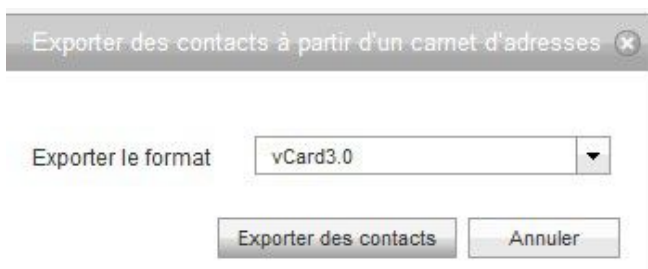 Exporter des contacts à partir d'un carnet d'adresses
Exporter le format
vCard3.0
Exporter des contacts
Annuler